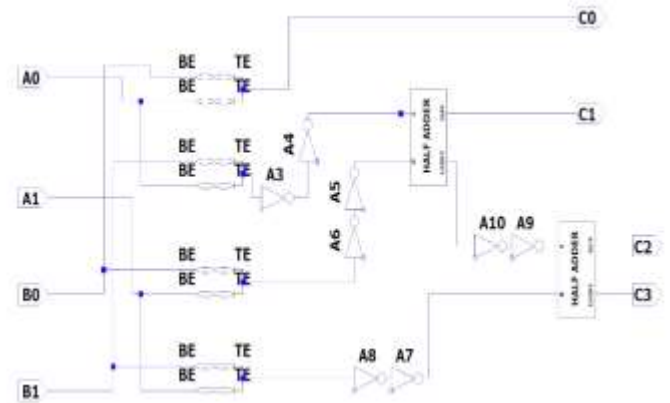 C0
BE TE
A0
BE TE
HALF ADDER
C1
A4
BE TE
A3
BE TE
A5
A1
A10 A9
HALF ADDER
C2
A6
BE TE
B0
BE TE
C3
BE TE
A8 A7
BE TE
B1